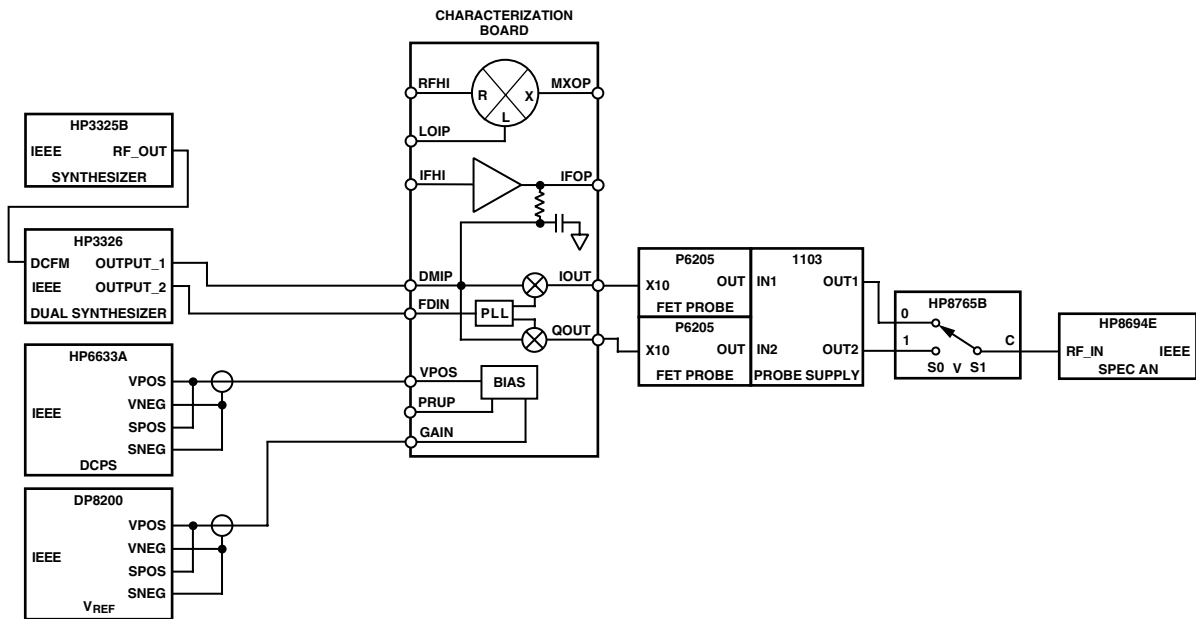 CHARACTERIZATION
BOARD
RFHI
R
X
L
MXOP
LOIP
IFHI
IFOP
DMIP
IOUT
FDIN
PLL
QOUT
VPOS
BIAS
PRUP
GAIN
HP3325B
IEEE RF_OUT
SYNTHESIZER
HP3326
DCFM OUTPUT_1
IEEE OUTPUT_2
DUAL SYNTHESIZER
HP6633A
VPOS
VNEG
IEEE
SPOS
SNEG
DCPS
DP8200
VPOS
IEEE VNEG
SPOS
SNEG
VREF
P6205
X10 OUT
FET PROBE
P6205
X10 OUT
FET PROBE
1103
IN1 OUT1
IN2 OUT2
PROBE SUPPLY
HP8765B
0
1 C
S0 V S1
HP8694E
RF_IN IEEE
SPEC AN